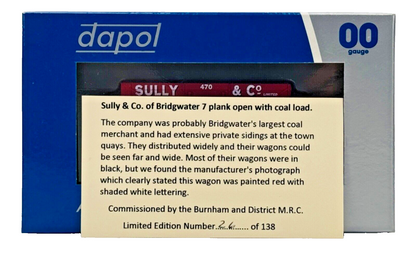 dapol
00
gauge
SULLY 470 & Co LIMITED
Sully & Co. of Bridgwater 7 plank open with coal load.
The company was probably Bridgwater's largest coal
merchant and had extensive private sidings at the town
quays. They distributed widely and their wagons could
be seen far and wide. Most of their wagons were in
black, but we found the manufacturer's photograph
which clearly stated this wagon was painted red with
shaded white lettering.
Commissioned by the Burnham and District M.R.C.
Limited Edition Number........ of 138